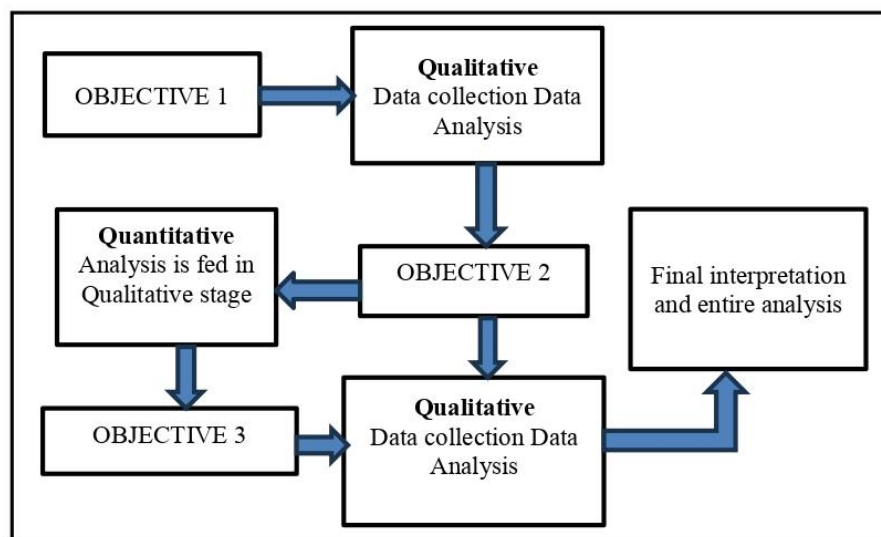 OBJECTIVE 1
Qualitative
Data collection Data
Analysis
Quantitative
Analysis is fed in
Qualitative stage
OBJECTIVE 2
Final interpretation
and entire analysis
OBJECTIVE 3
Qualitative
Data collection Data
Analysis